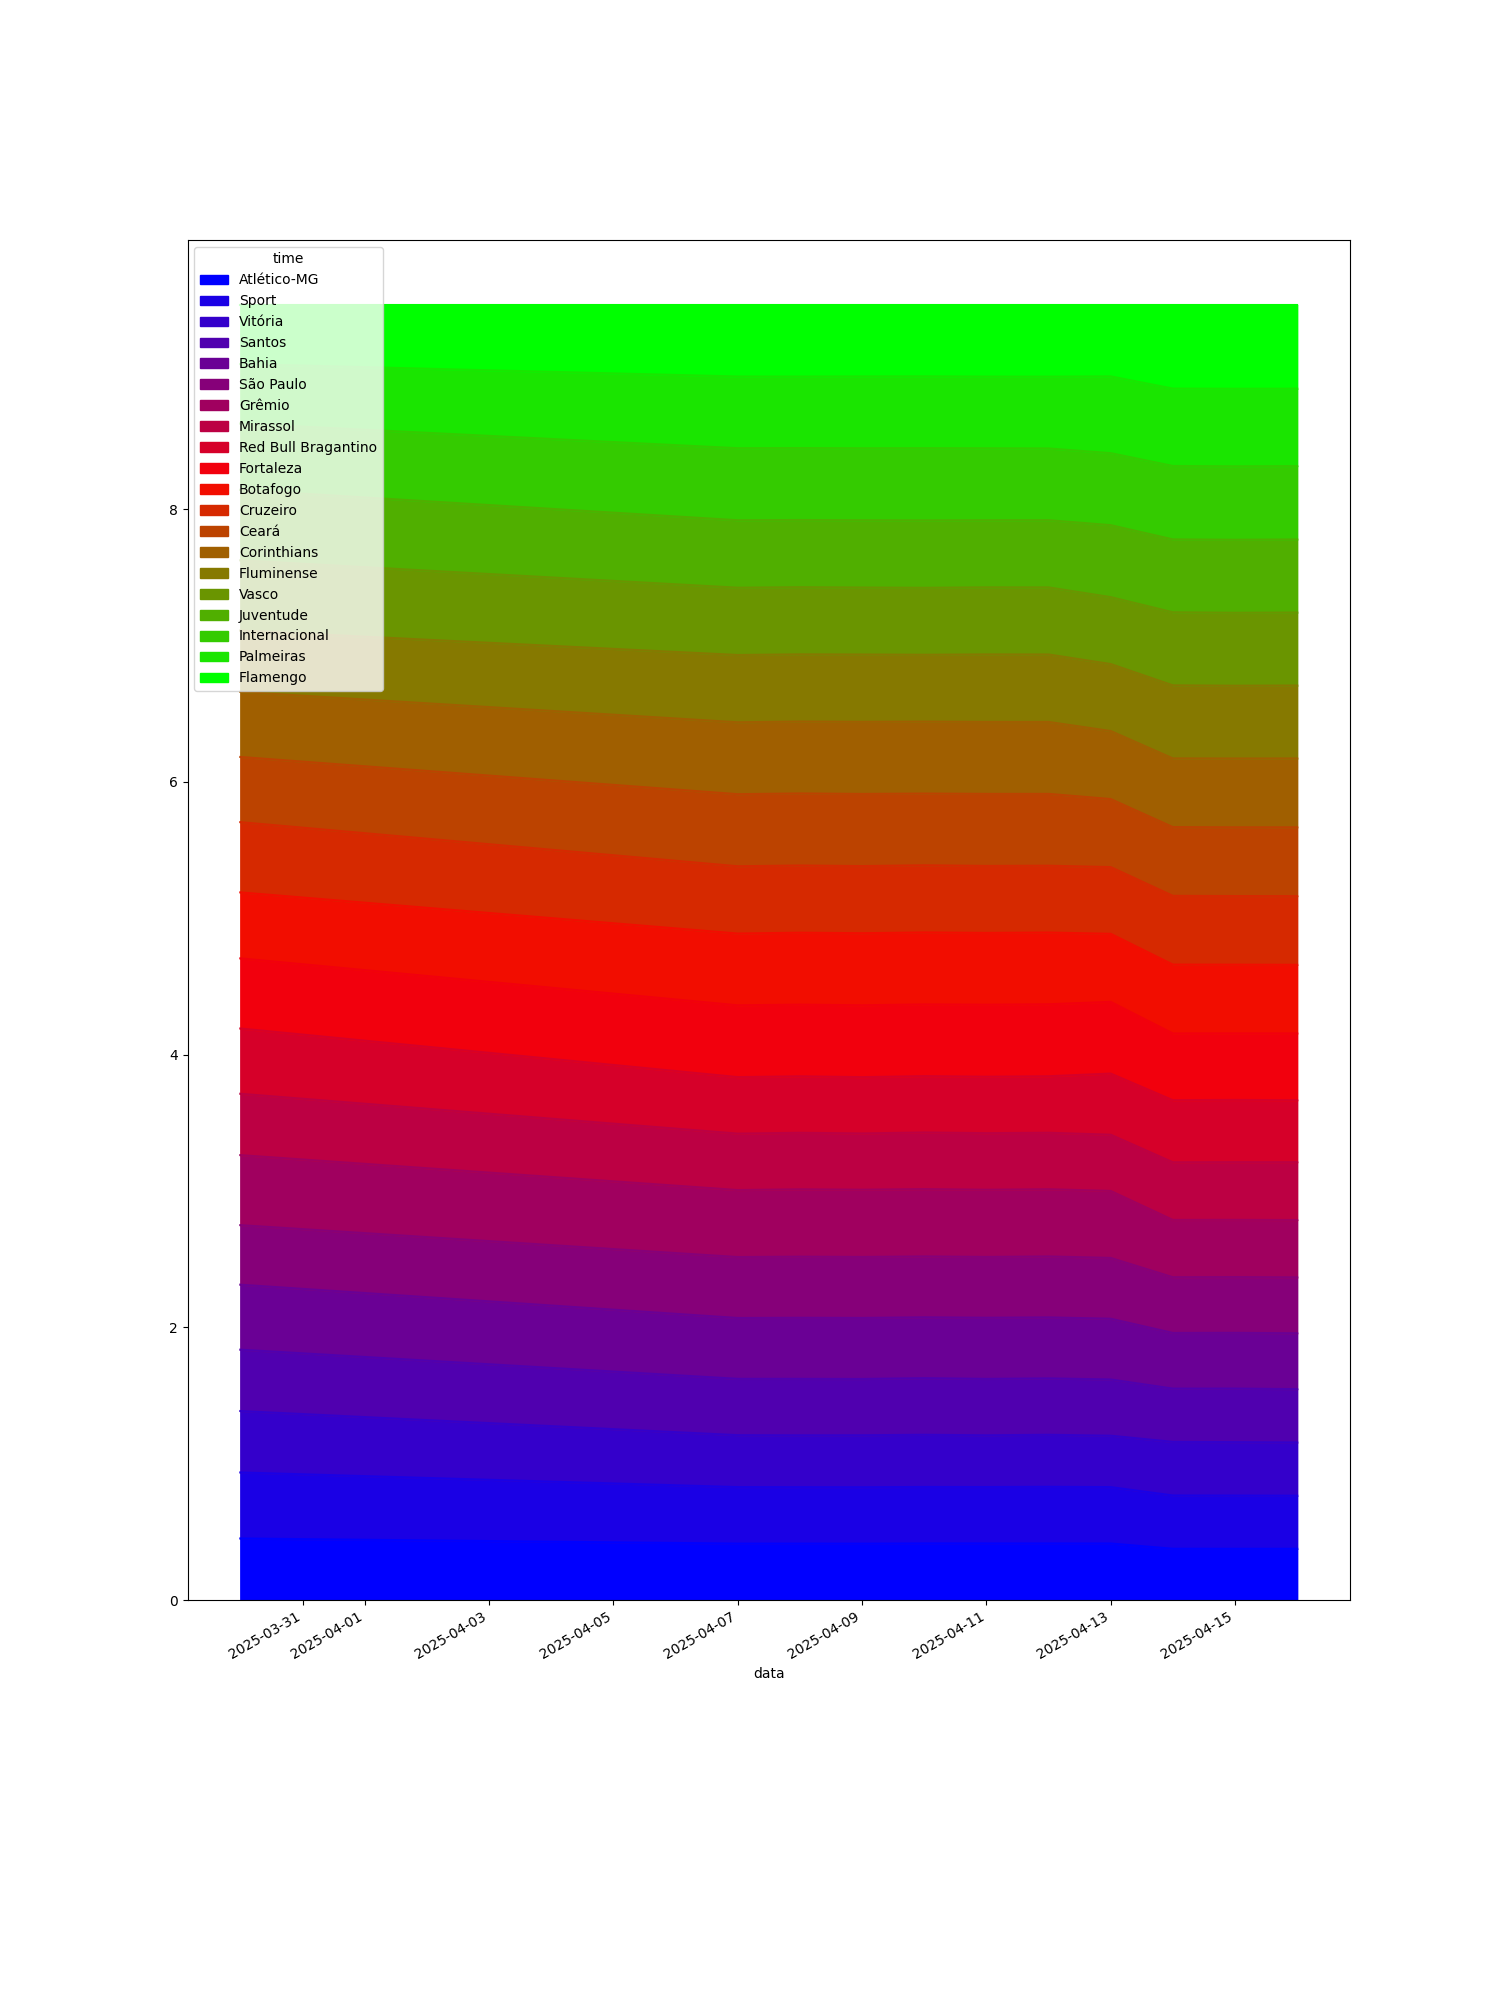 time
Atlético-MG
Sport
Vitória
Santos
Bahia
São Paulo
Grêmio
Mirassol
Red Bull Bragantino
Fortaleza
Botafogo
Cruzeiro
Ceará
Corinthians
Fluminense
Vasco
Juventude
Internacional
Palmeiras
Flamengo
8
6
4
2
0
2025-03-31
2025-04-01
2025-04-03
2025-04-05
2025-04-07
2025-04-09
2025-04-11
2025-04-13
2025-04-15
data